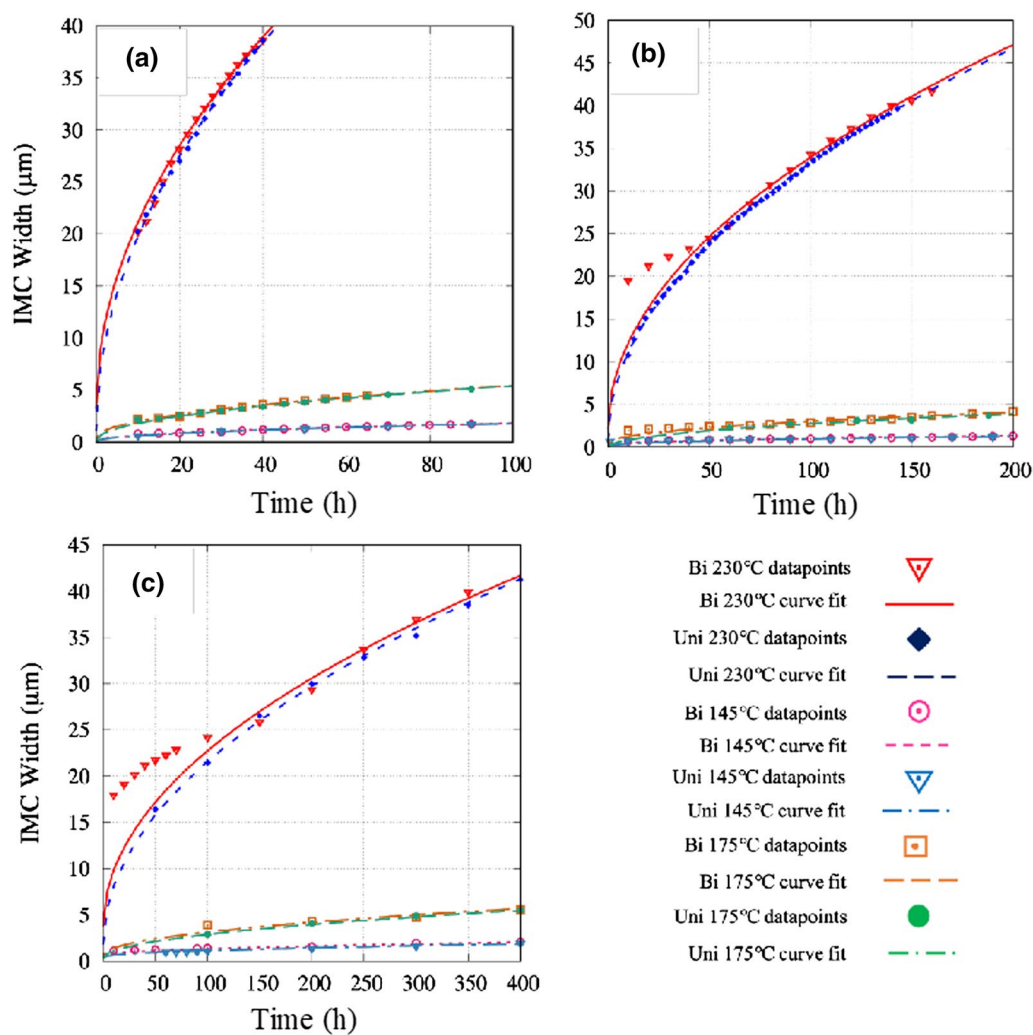 (a)
IMC Width (μm)
40
35
30
25
20
15
10
5
0
0 20 40 60 80 100
Time (h)
(b)
50
45
40
35
30
25
20
15
10
5
0
0 50 100 150 200
Time (h)
(c)
IMC Width (μm)
45
40
35
30
25
20
15
10
5
0
0 50 100 150 200 250 300 350 400
Time (h)
Bi 230℃ datapoints
Bi 230℃ curve fit
Uni 230℃ datapoints
Uni 230℃ curve fit
Bi 145℃ datapoints
Bi 145℃ curve fit
Uni 145℃ datapoints
Uni 145℃ curve fit
Bi 175℃ datapoints
Bi 175℃ curve fit
Uni 175℃ datapoints
Uni 175℃ curve fit